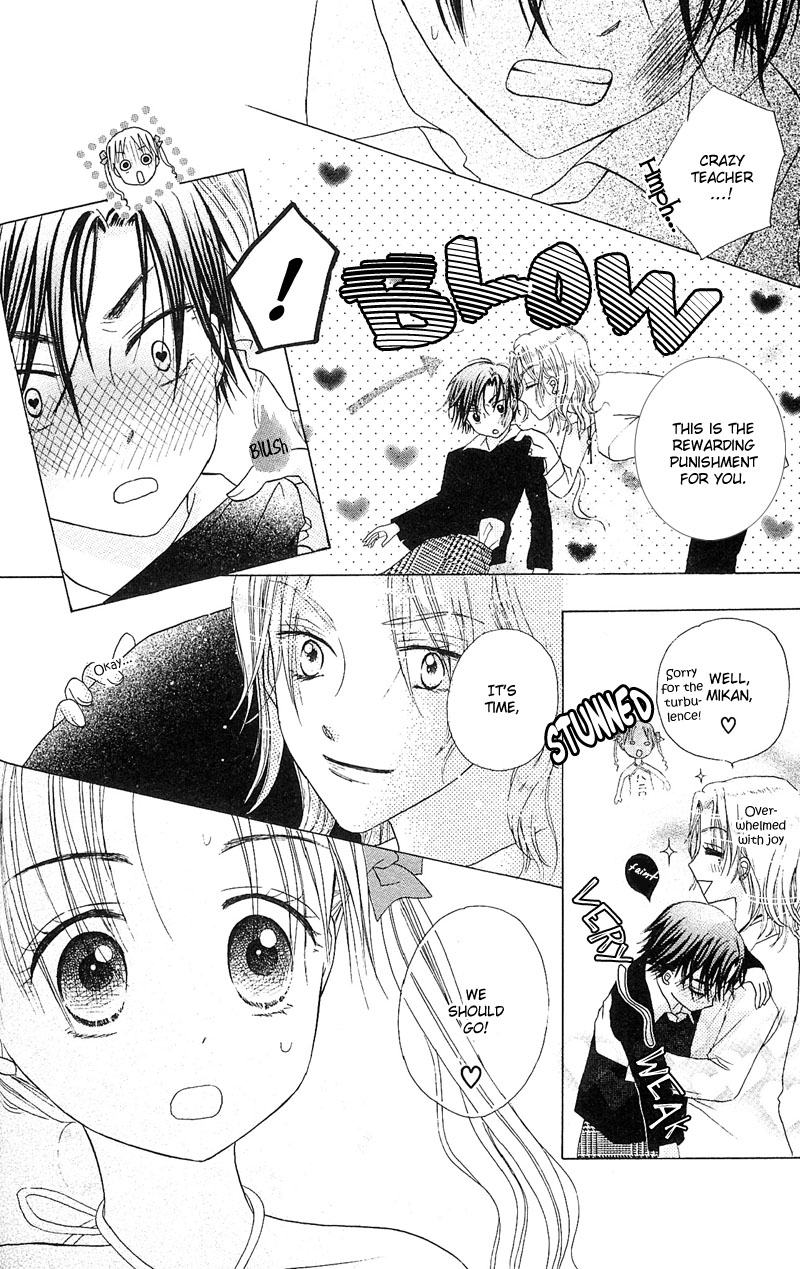 CRAZY
TEACHER
...!
Hmph...
BLOW
!
THIS IS THE
REWARDING
PUNISHMENT
FOR YOU.
Blush
WELL,
MIKAN,
♡
Sorry
for the
turbu-
lence!
STUNNED
Over-
whelmed
with joy
faint
VERY
WEAK
IT'S
TIME,
Okay...
WE
SHOULD
GO!
♡